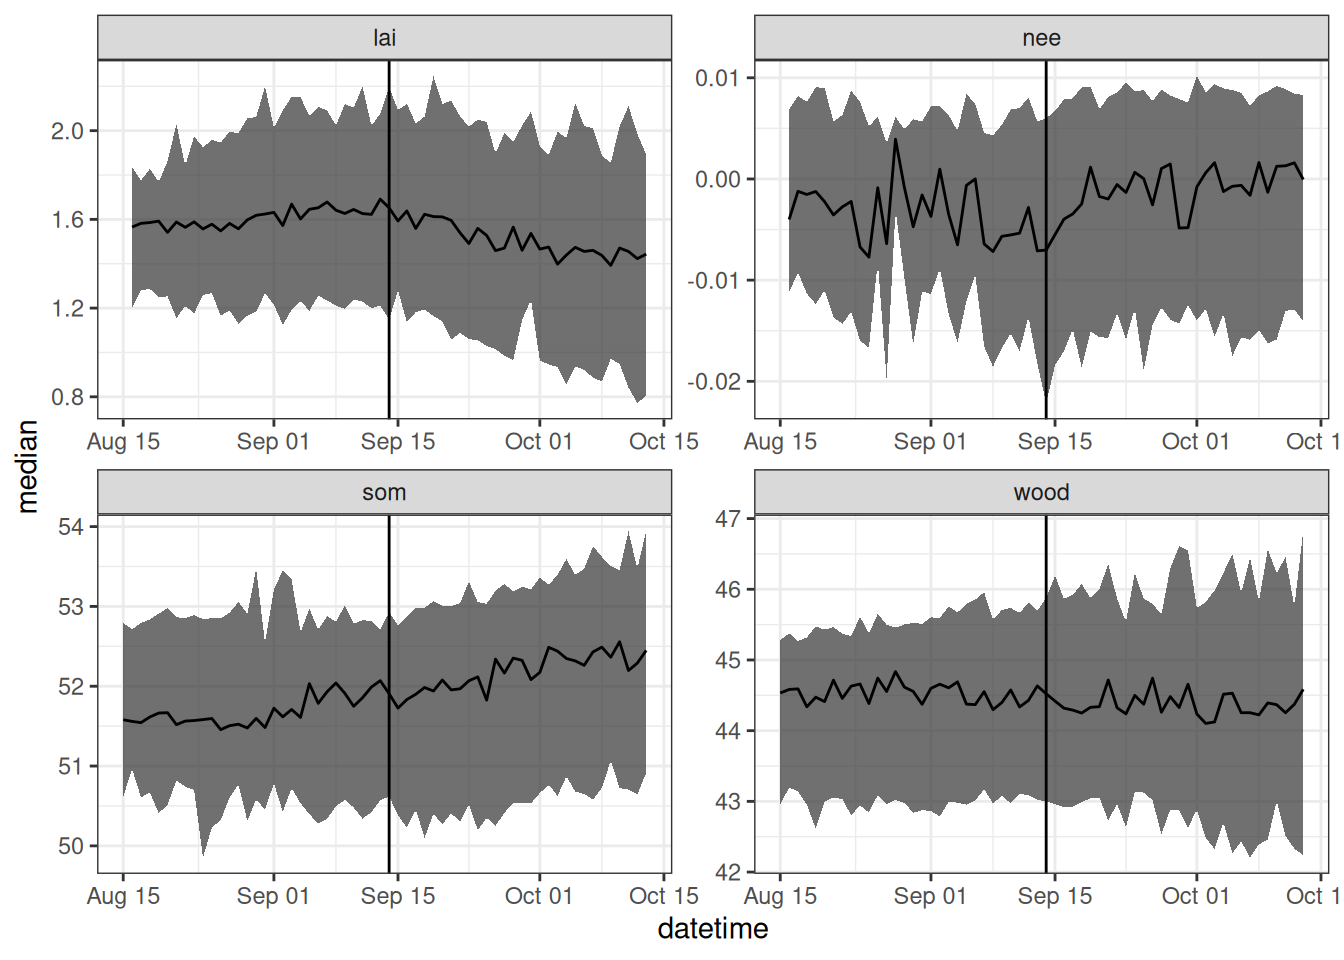 lai
nee
2.0
1.6
1.2
0.8
0.01
0.00
-0.01
-0.02
Aug 15 Sep 01 Sep 15 Oct 01 Oct 15
Aug 15 Sep 01 Sep 15 Oct 01 Oct 1
median
som
wood
54
53
52
51
50
47
46
45
44
43
42
Aug 15 Sep 01 Sep 15 Oct 01 Oct 15
Aug 15 Sep 01 Sep 15 Oct 01 Oct 1
datetime